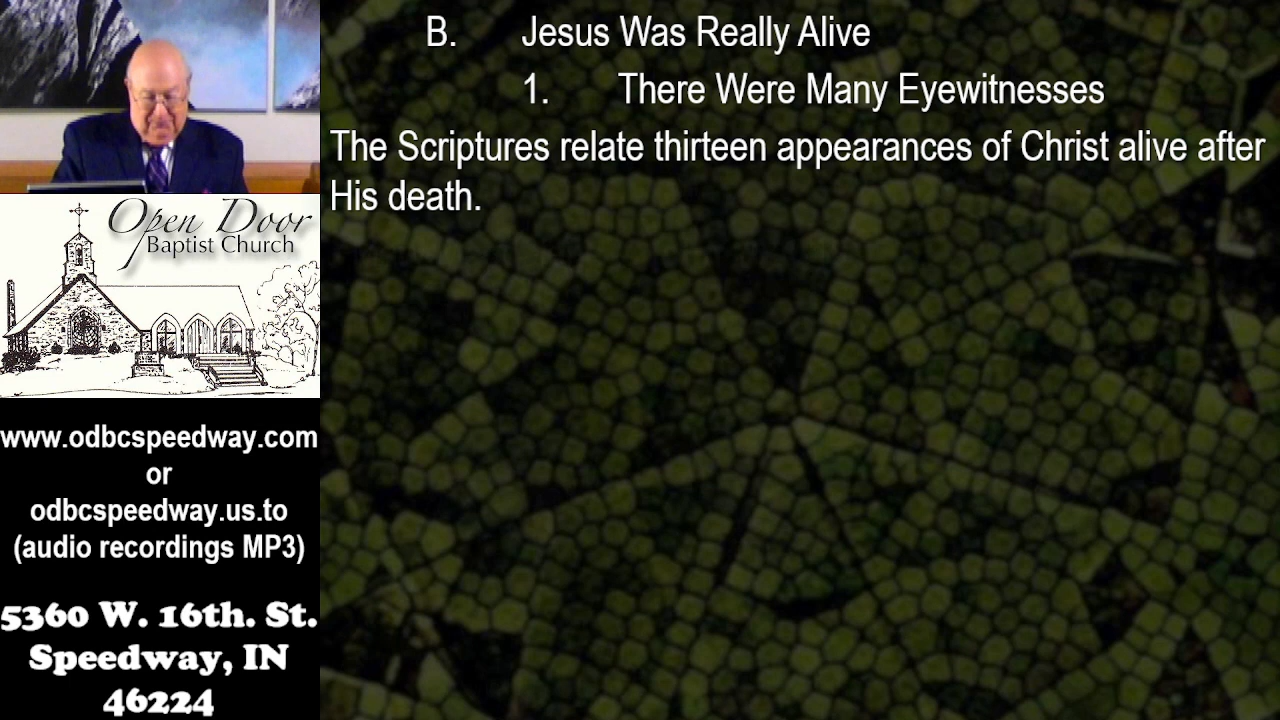 B. Jesus Was Really Alive
1. There Were Many Eyewitnesses
The Scriptures relate thirteen appearances of Christ alive after
His death.
Open Door
Baptist Church
www.odbcspeedway.com
or
odbcspeedway.us.to
(audio recordings MP3)
5360 W. 16th. St.
Speedway, IN
46224